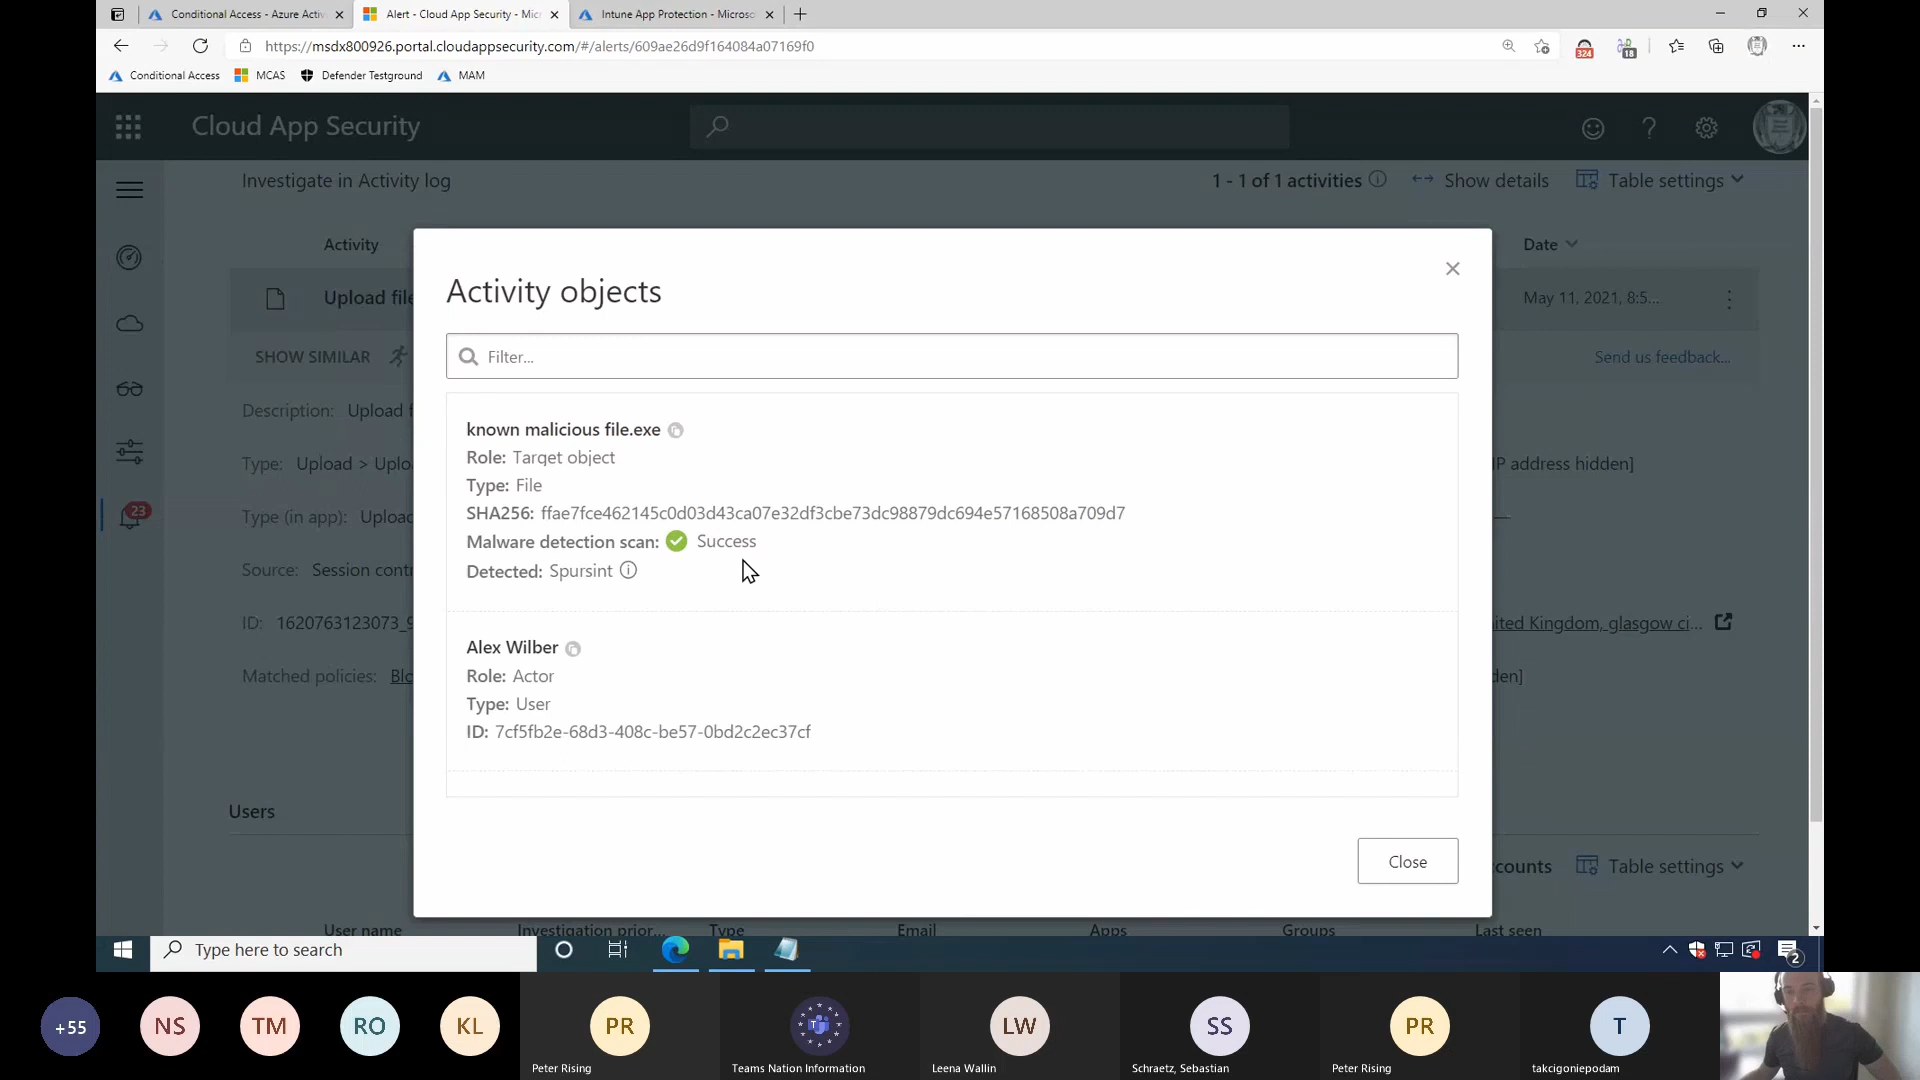 Conditional Access - Azure Activ
Alert - Cloud App Security - Mic
Intune App Protection - Microso
https://msdx800926.portal.cloudappsecurity.com/#/alerts/609ae26d9f164084a07169f0
324
18
Conditional Access
MCAS
Defender Testground
MAM
Cloud App Security
Investigate in Activity log
1 - 1 of 1 activities
Show details
Table settings
Activity
Date
Upload file
May 11, 2021, 8:5...
SHOW SIMILAR
Send us feedback...
Description: Upload f
Type: Upload > Uplo
IP address hidden]
Type (in app): Upload
23
Source: Session cont
ID: 1620763123073_9
ited Kingdom, glasgow ci...
Matched policies: Blo
den]
Activity objects
Filter...
known malicious file.exe
Role: Target object
Type: File
SHA256: ffae7fce462145c0d03d43ca07e32df3cbe73dc98879dc694e57168508a709d7
Malware detection scan: Success
Detected: Spursint
Alex Wilber
Role: Actor
Type: User
ID: 7cf5fb2e-68d3-408c-be57-0bd2c2ec37cf
Close
Users
counts
Table settings
User name
Investigation prior...
Type
Email
Apps
Groups
Last seen
Type here to search
2
+55
NS
TM
RO
KL
PR
LW
SS
PR
T
Peter Rising
Teams Nation Information
Leena Wallin
Schraetz, Sebastian
Peter Rising
takcigoniepodam